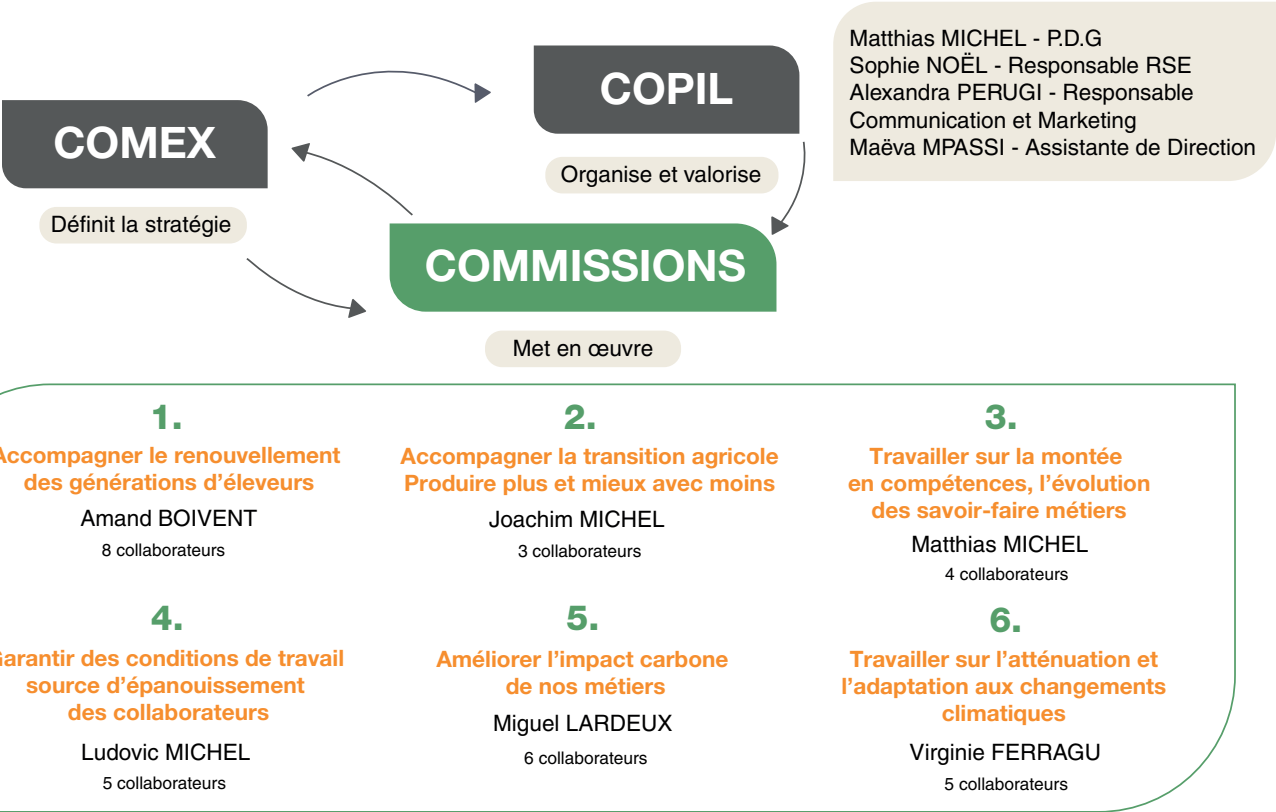 COMEX
Définit la stratégie
COPIL
Organise et valorise
Matthias MICHEL - P.D.G
Sophie NOËL - Responsable RSE
Alexandra PERUGI - Responsable
Communication et Marketing
Maëva MPASSI - Assistante de Direction
COMMISSIONS
Met en œuvre
1.
Accompagner le renouvellement
des générations d’éleveurs
Amand BOIVENT
8 collaborateurs
2.
Accompagner la transition agricole
Produire plus et mieux avec moins
Joachim MICHEL
3 collaborateurs
3.
Travailler sur la montée
en compétences, l’évolution
des savoir-faire métiers
Matthias MICHEL
4 collaborateurs
4.
Garantir des conditions de travail
source d’épanouissement
des collaborateurs
Ludovic MICHEL
5 collaborateurs
5.
Améliorer l’impact carbone
de nos métiers
Miguel LARDEUX
6 collaborateurs
6.
Travailler sur l’atténuation et
l’adaptation aux changements
climatiques
Virginie FERRAGU
5 collaborateurs